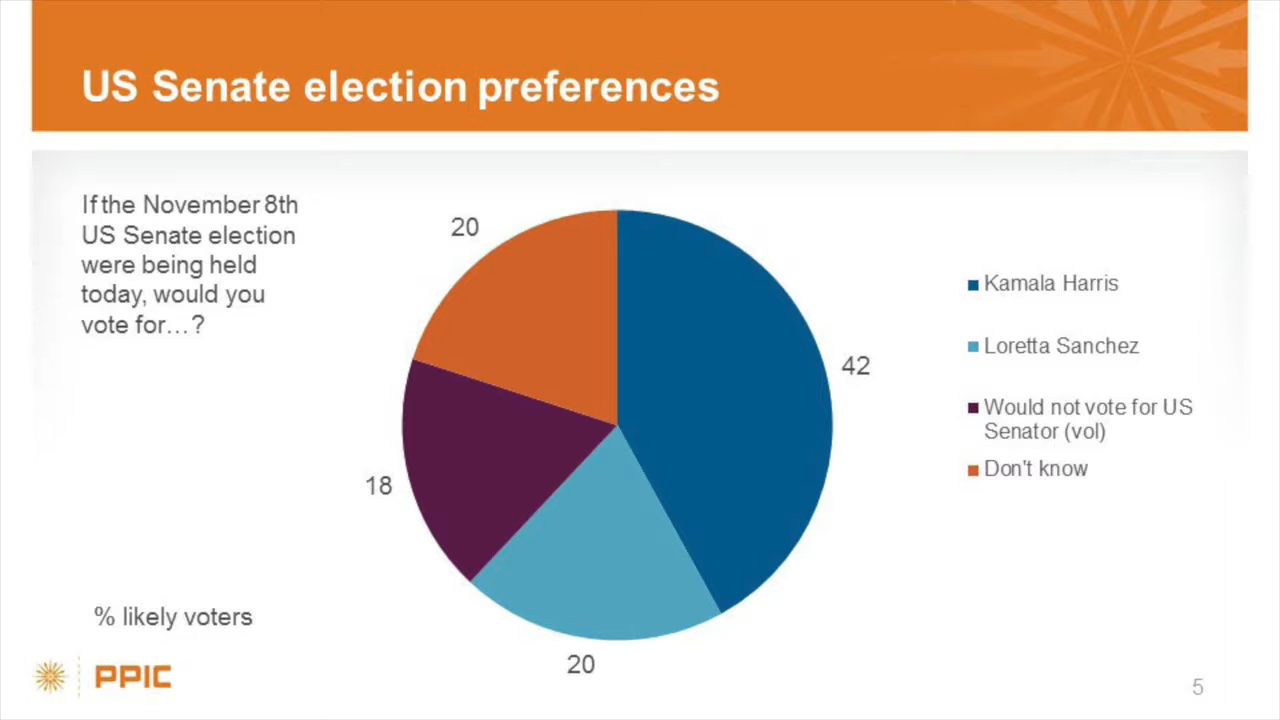 US Senate election preferences
If the November 8th
US Senate election
were being held
today, would you
vote for…?
20
42
18
20
Kamala Harris
Loretta Sanchez
Would not vote for US
Senator (vol)
Don't know
% likely voters
PPIC
5